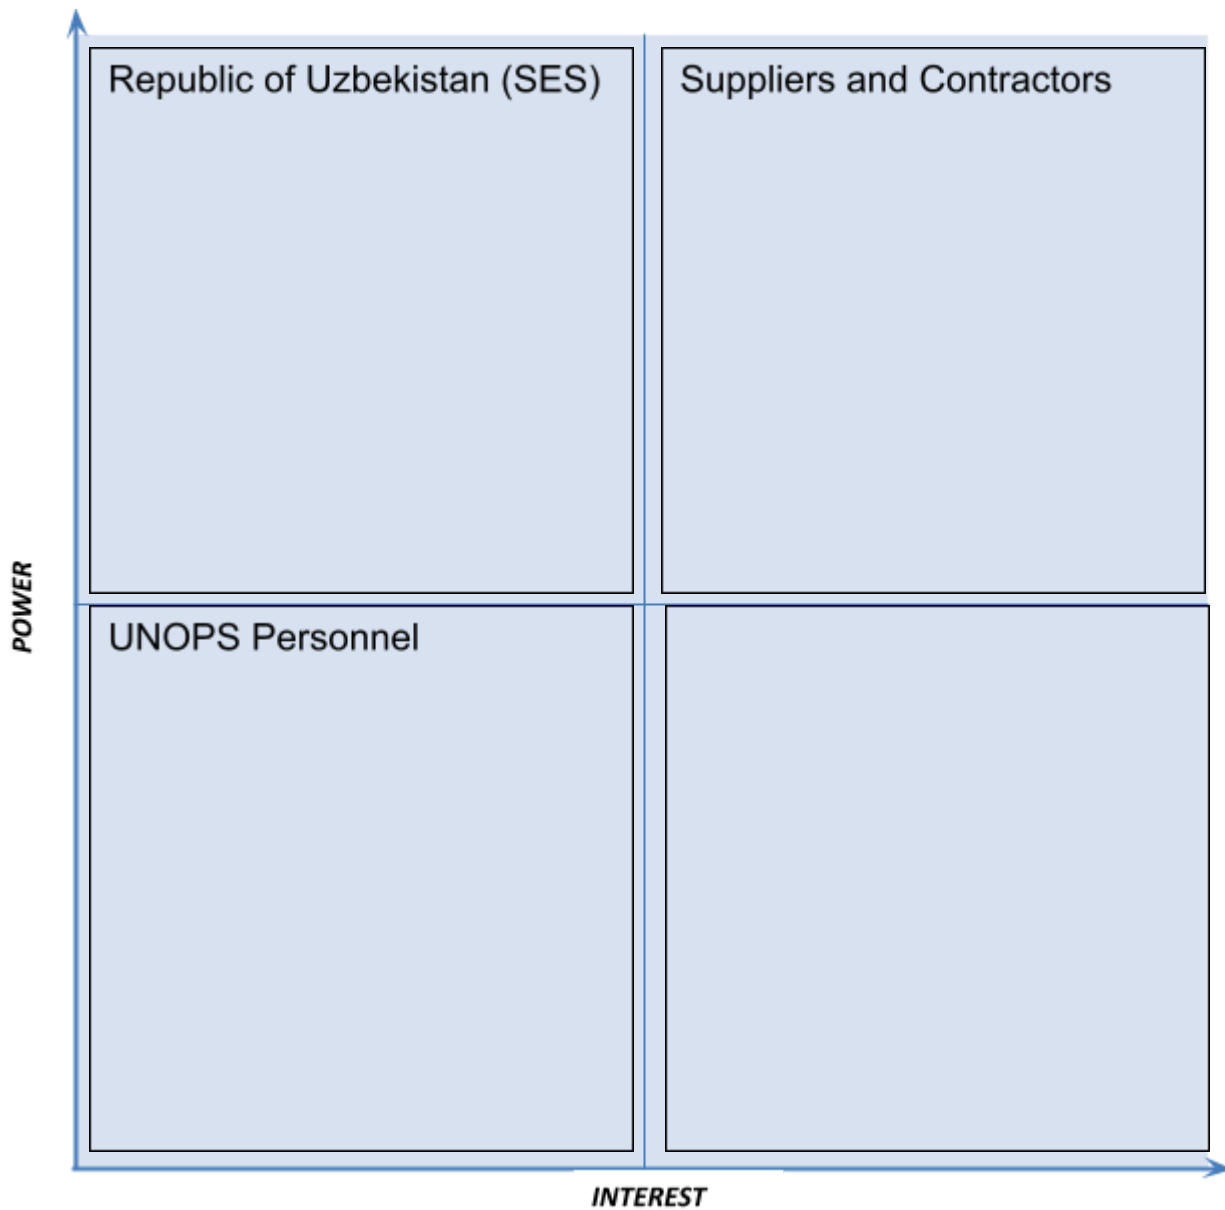 Republic of Uzbekistan (SES)
Suppliers and Contractors
POWER
UNOPS Personnel
INTEREST